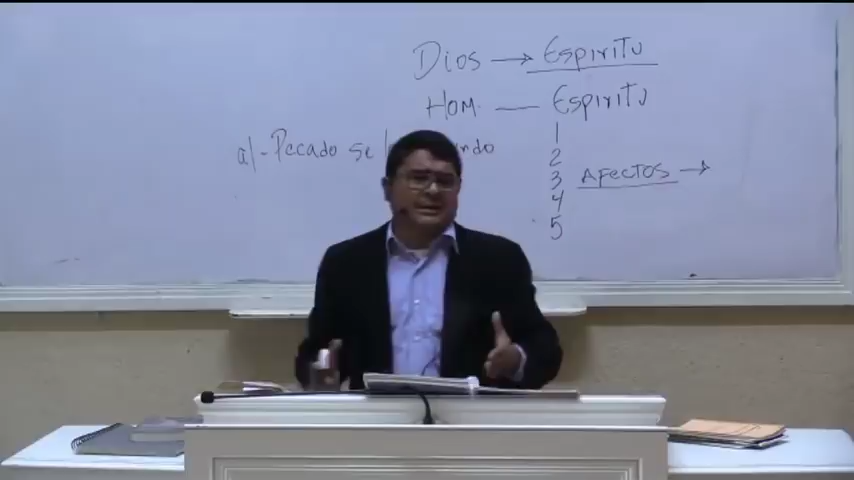 Dios → Espiritu
Hom — Espiritu
a|- Pecado se
1
2
3 Afectos →
4
5